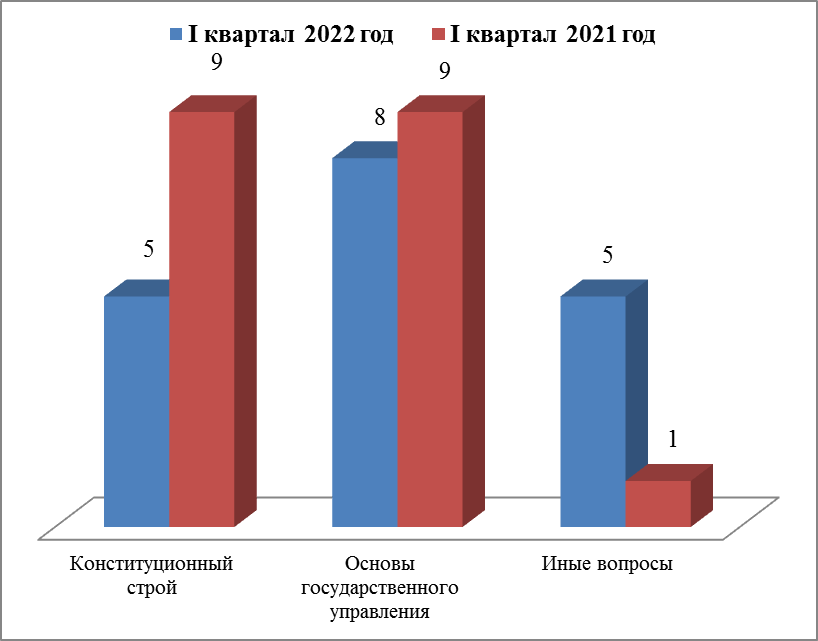 I квартал 2022 год
I квартал 2021 год
9
9
8
5
5
1
Конституционный
строй
Основы
государственного
управления
Иные вопросы